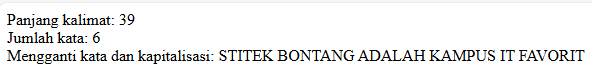 Panjang kalimat: 39
Jumlah kata: 6
Mengganti kata dan kapitalisasi: STITEK BONTANG ADALAH KAMPUS IT FAVORIT